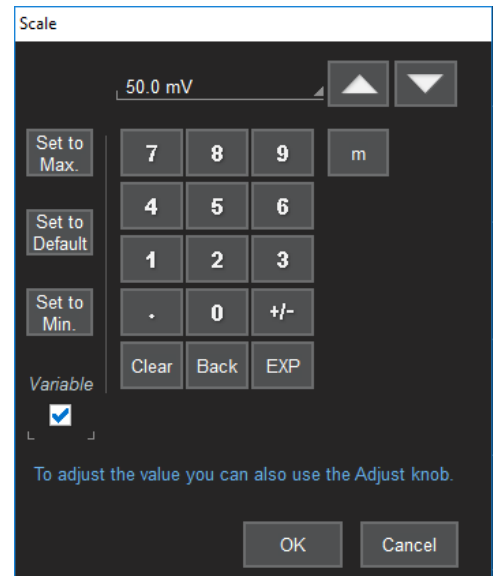 Scale
50.0 mV
Set to
Max.
7 8 9 m
Set to
Default
4 5 6
1 2 3
Set to
Min.
. 0 +/-
Clear Back EXP
Variable
To adjust the value you can also use the Adjust knob.
OK Cancel